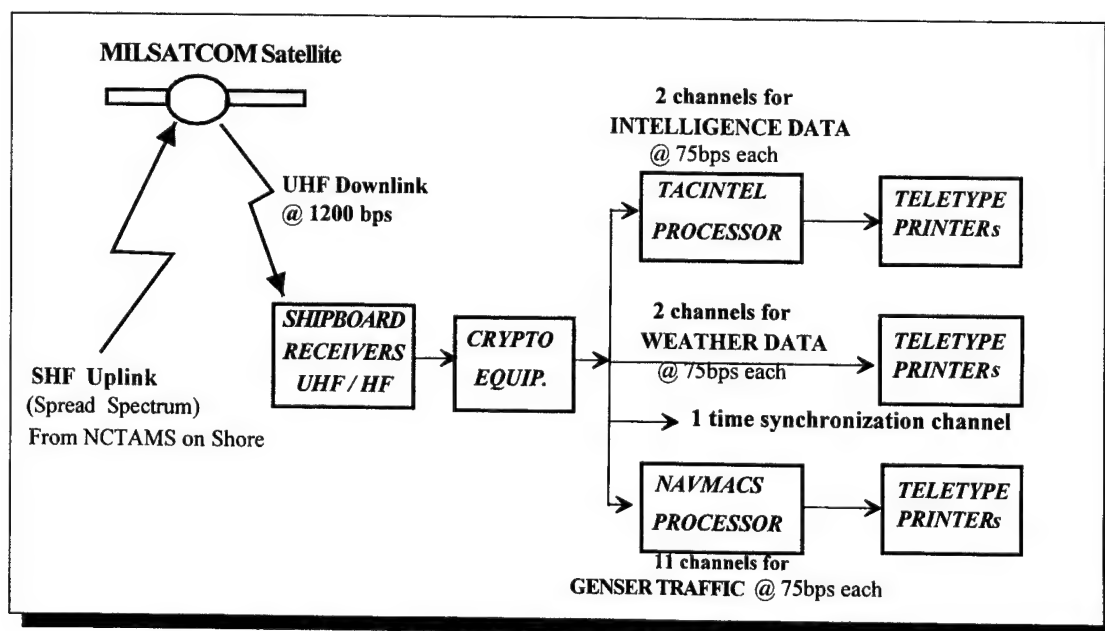 MILSATCOM Satellite
UHF Downlink
@ 1200 bps
SHF Uplink
(Spread Spectrum)
From NCTAMS on Shore
SHIPBOARD
RECEIVERS
UHF / HF
CRYPTO
EQUIP.
2 channels for
INTELLIGENCE DATA
@ 75bps each
TACINTEL
PROCESSOR
TELETYPE
PRINTERs
2 channels for
WEATHER DATA
@ 75bps each
TELETYPE
PRINTERs
1 time synchronization channel
NAVMACS
PROCESSOR
TELETYPE
PRINTERs
11 channels for
GENSER TRAFFIC @ 75bps each